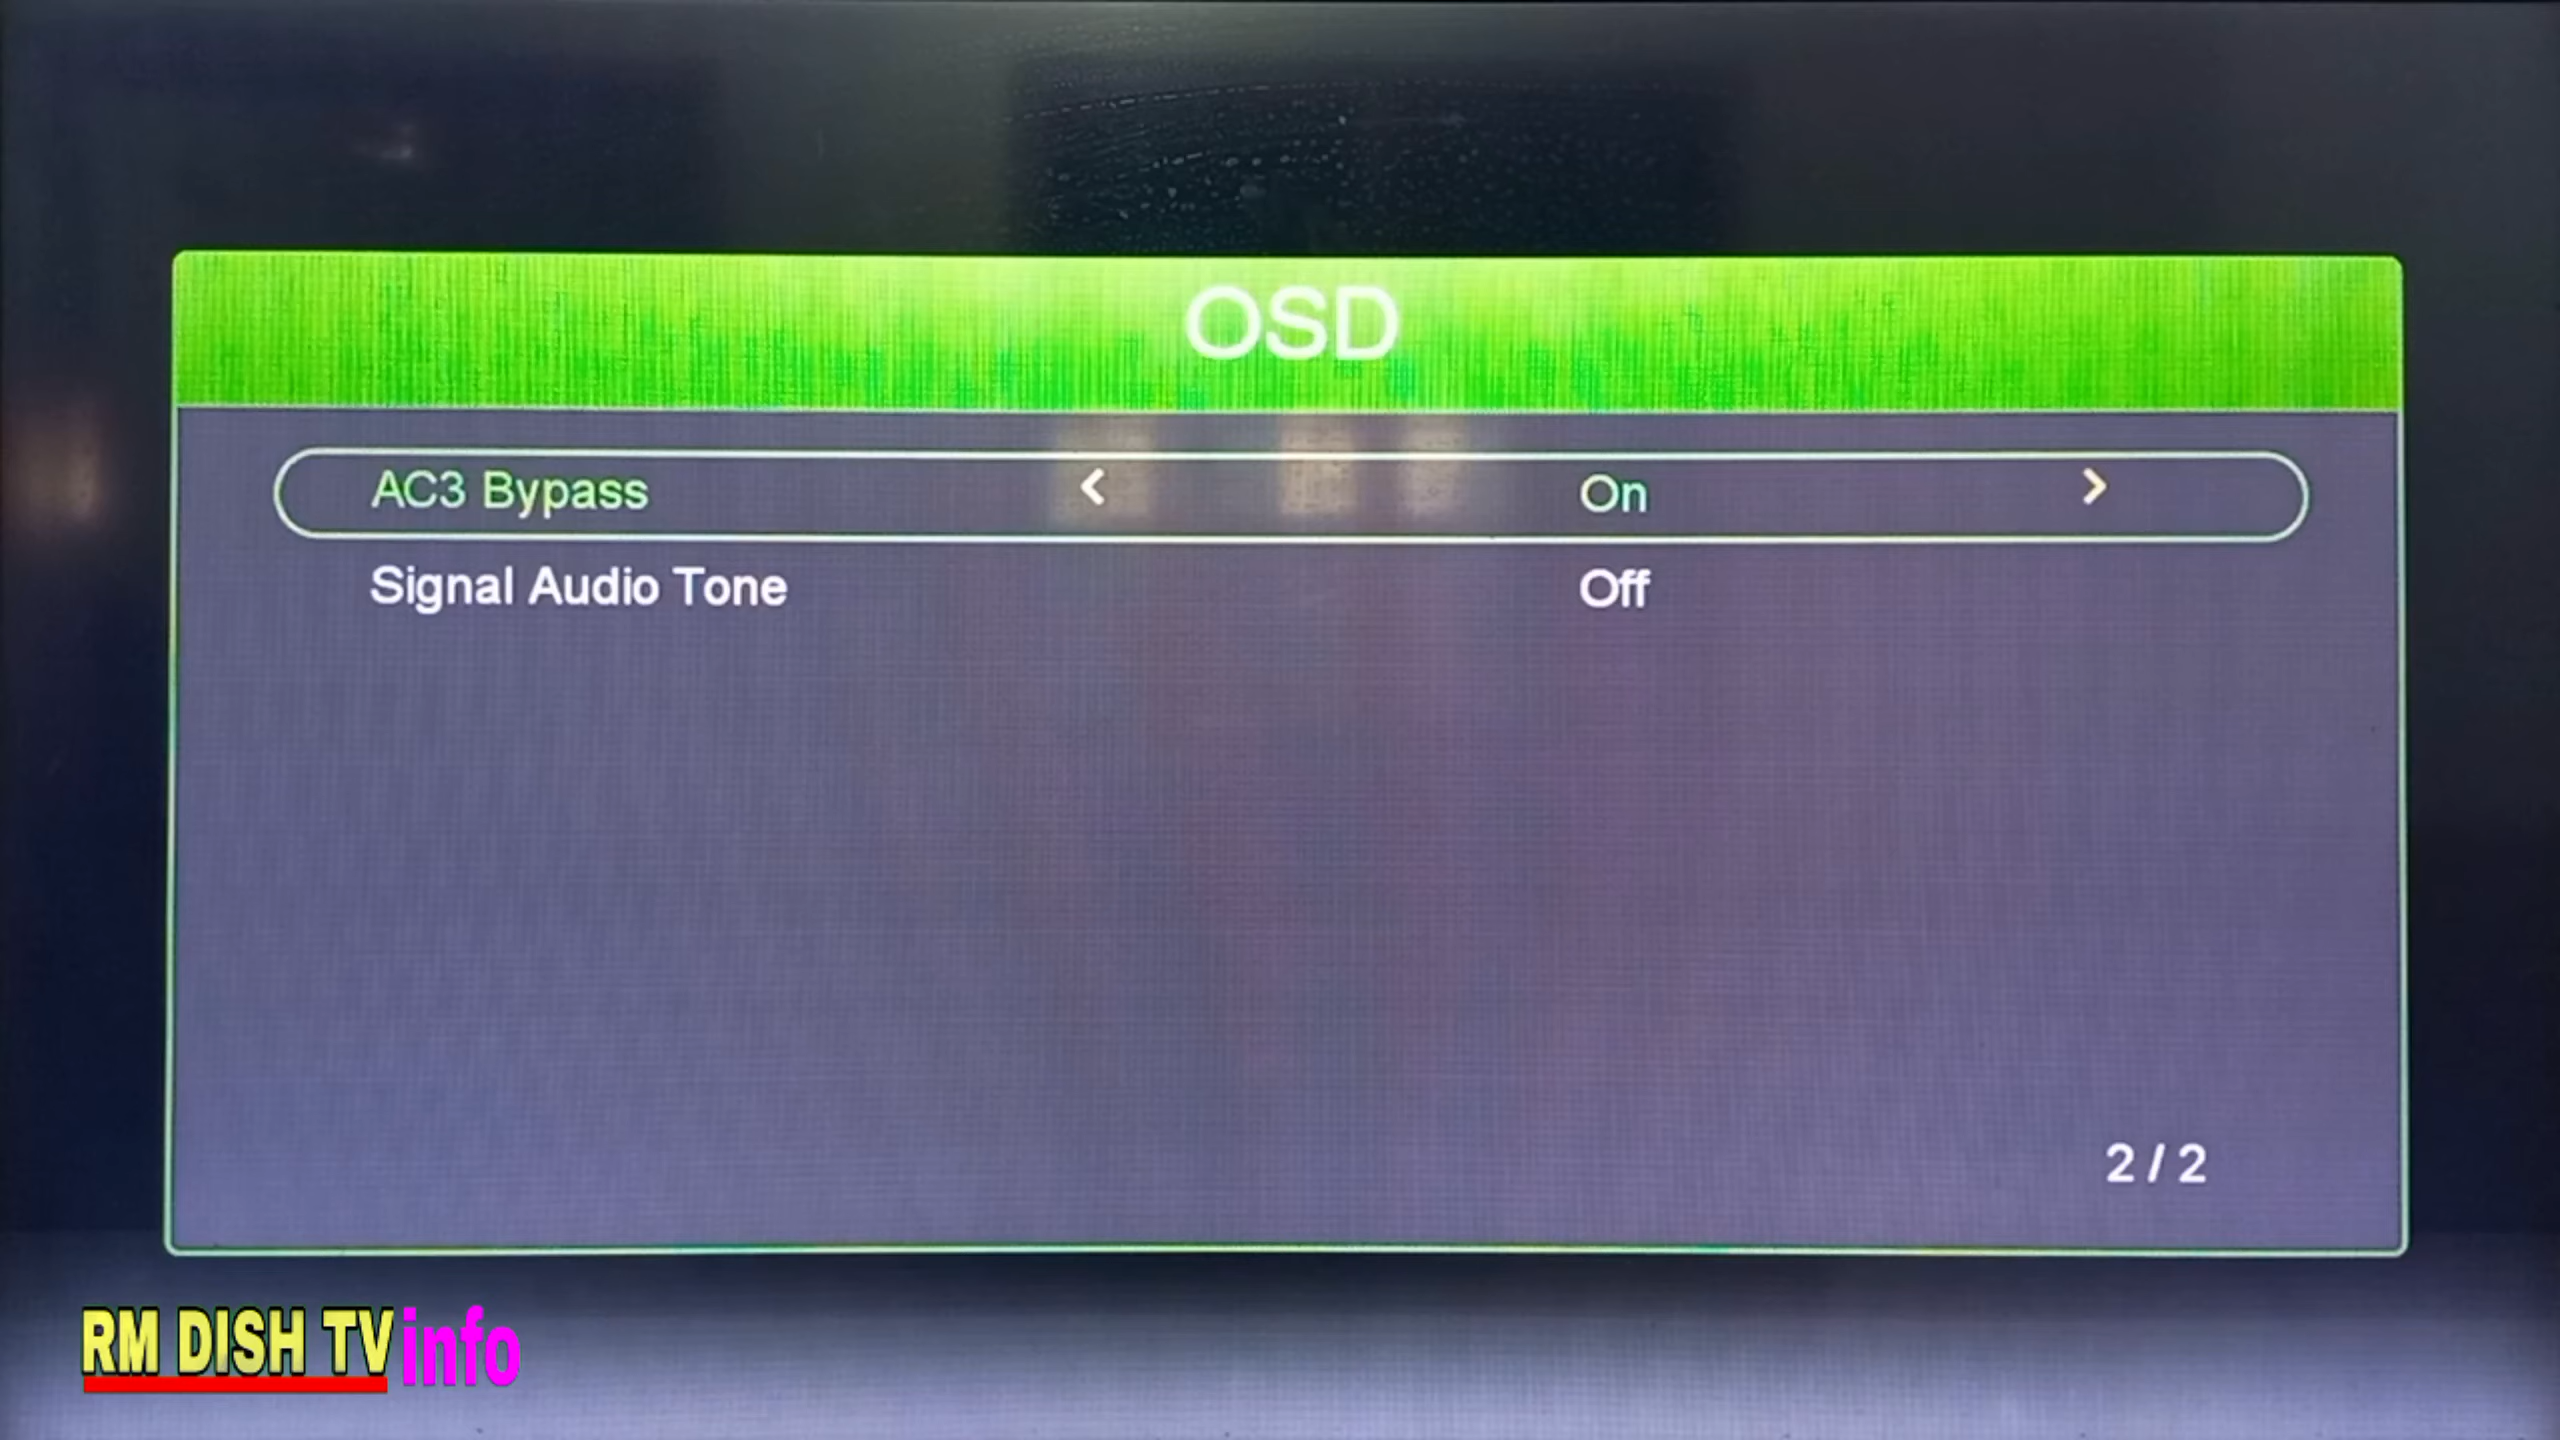 OSD
AC3 Bypass < On >
Signal Audio Tone Off
2 / 2
RM DISH TV info